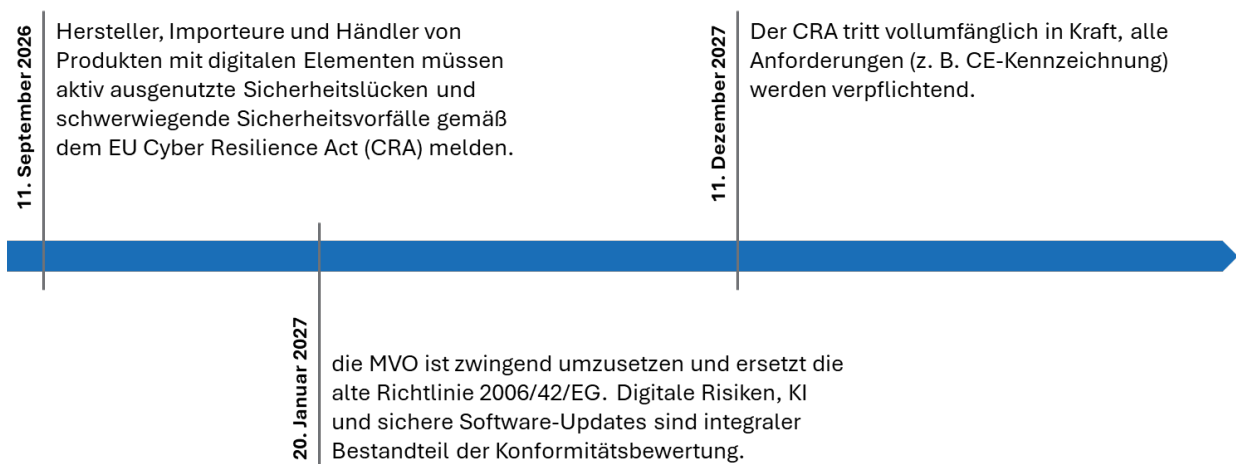 11. September 2026
Hersteller, Importeure und Händler von
Produkten mit digitalen Elementen müssen
aktiv ausgenutzte Sicherheitslücken und
schwerwiegende Sicherheitsvorfälle gemäß
dem EU Cyber Resilience Act (CRA) melden.
20. Januar 2027
die MVO ist zwingend umzusetzen und ersetzt die
alte Richtlinie 2006/42/EG. Digitale Risiken, KI
und sichere Software-Updates sind integraler
Bestandteil der Konformitätsbewertung.
11. Dezember 2027
Der CRA tritt vollumfänglich in Kraft, alle
Anforderungen (z. B. CE-Kennzeichnung)
werden verpflichtend.